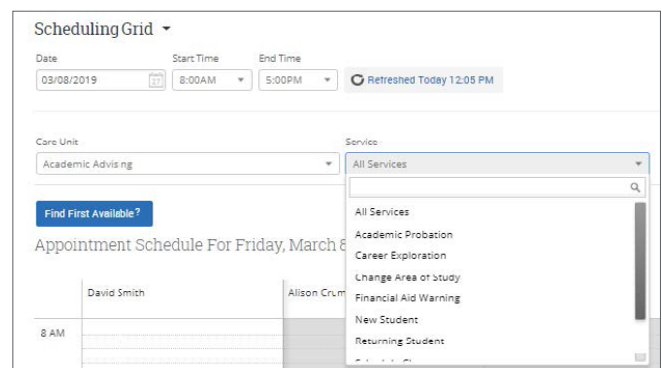 Scheduling Grid
Date Start Time End Time
03/08/2019 27 8:00AM 5:00PM Refreshed Today 12:05 PM
Care Unit Service
Academic Advising All Services
All Services
Find First Available?
Academic Probation
Appointment Schedule For Friday, March 8
Career Exploration
Change Area of Study
David Smith Alison Crum
Financial Aid Warning
New Student
8 AM
Returning Student